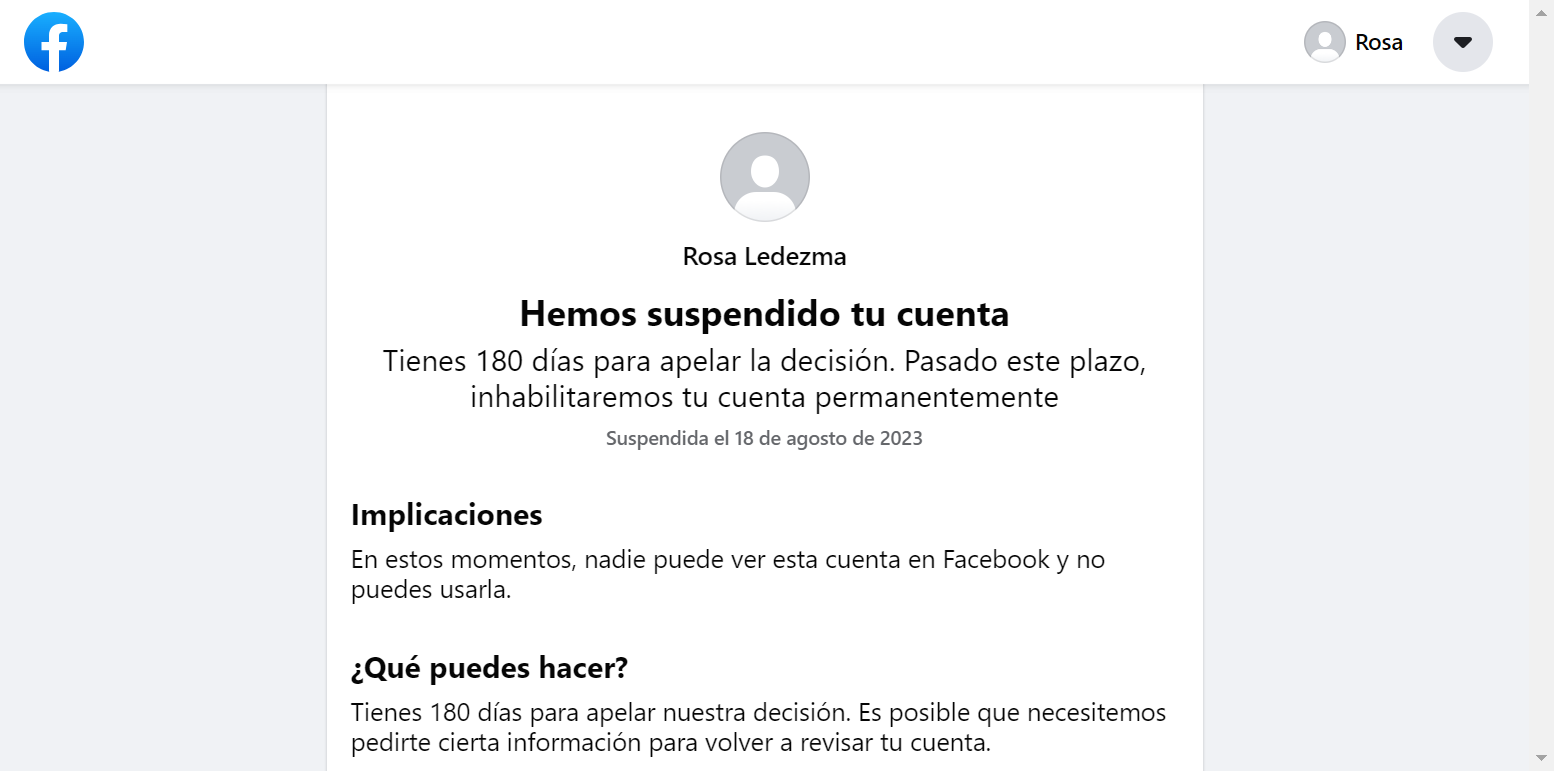 Rosa
Rosa Ledezma
Hemos suspendido tu cuenta
Tienes 180 días para apelar la decisión. Pasado este plazo,
inhabilitaremos tu cuenta permanentemente
Suspendida el 18 de agosto de 2023
Implicaciones
En estos momentos, nadie puede ver esta cuenta en Facebook y no
puedes usarla.
¿Qué puedes hacer?
Tienes 180 días para apelar nuestra decisión. Es posible que necesitemos
pedirte cierta información para volver a revisar tu cuenta.